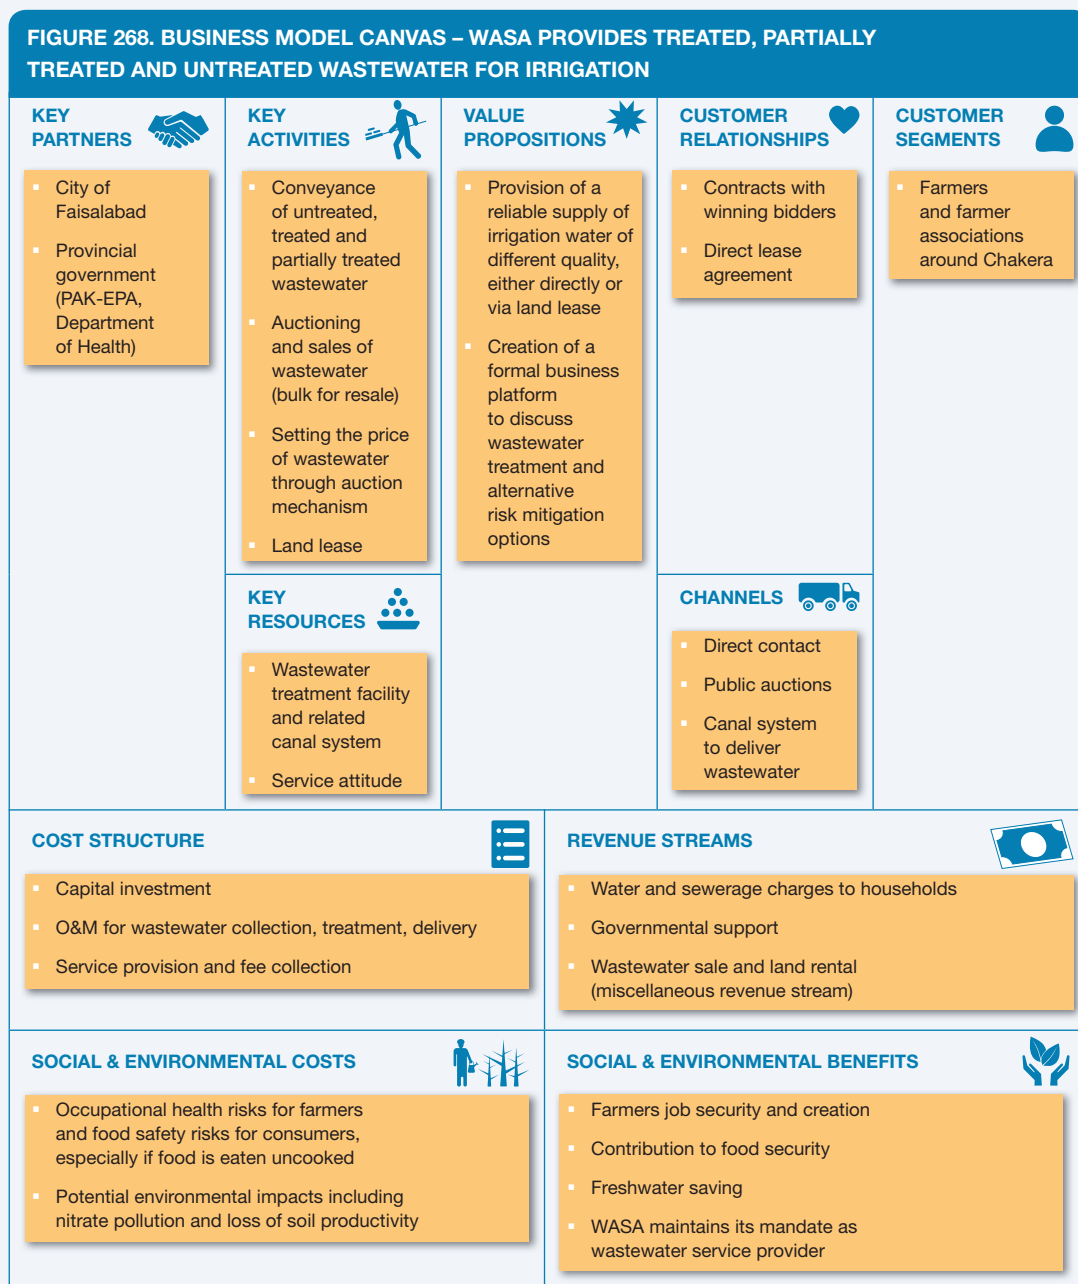 FIGURE 268. BUSINESS MODEL CANVAS – WASA PROVIDES TREATED, PARTIALLY
TREATED AND UNTREATED WASTEWATER FOR IRRIGATION
KEY
PARTNERS
City of
Faisalabad
Provincial
government
(PAK-EPA,
Department
of Health)
KEY
ACTIVITIES
Conveyance
of untreated,
treated and
partially treated
wastewater
Auctioning
and sales of
wastewater
(bulk for resale)
Setting the price
of wastewater
through auction
mechanism
Land lease
KEY
RESOURCES
Wastewater
treatment facility
and related
canal system
Service attitude
VALUE
PROPOSITIONS
Provision of a
reliable supply of
irrigation water of
different quality,
either directly or
via land lease
Creation of a
formal business
platform
to discuss
wastewater
treatment and
alternative
risk mitigation
options
CUSTOMER
RELATIONSHIPS
Contracts with
winning bidders
Direct lease
agreement
CHANNELS
Direct contact
Public auctions
Canal system
to deliver
wastewater
CUSTOMER
SEGMENTS
Farmers
and farmer
associations
around Chakera
COST STRUCTURE
Capital investment
O&M for wastewater collection, treatment, delivery
Service provision and fee collection
REVENUE STREAMS
Water and sewerage charges to households
Governmental support
Wastewater sale and land rental
(miscellaneous revenue stream)
SOCIAL & ENVIRONMENTAL COSTS
Occupational health risks for farmers
and food safety risks for consumers,
especially if food is eaten uncooked
Potential environmental impacts including
nitrate pollution and loss of soil productivity
SOCIAL & ENVIRONMENTAL BENEFITS
Farmers job security and creation
Contribution to food security
Freshwater saving
WASA maintains its mandate as
wastewater service provider